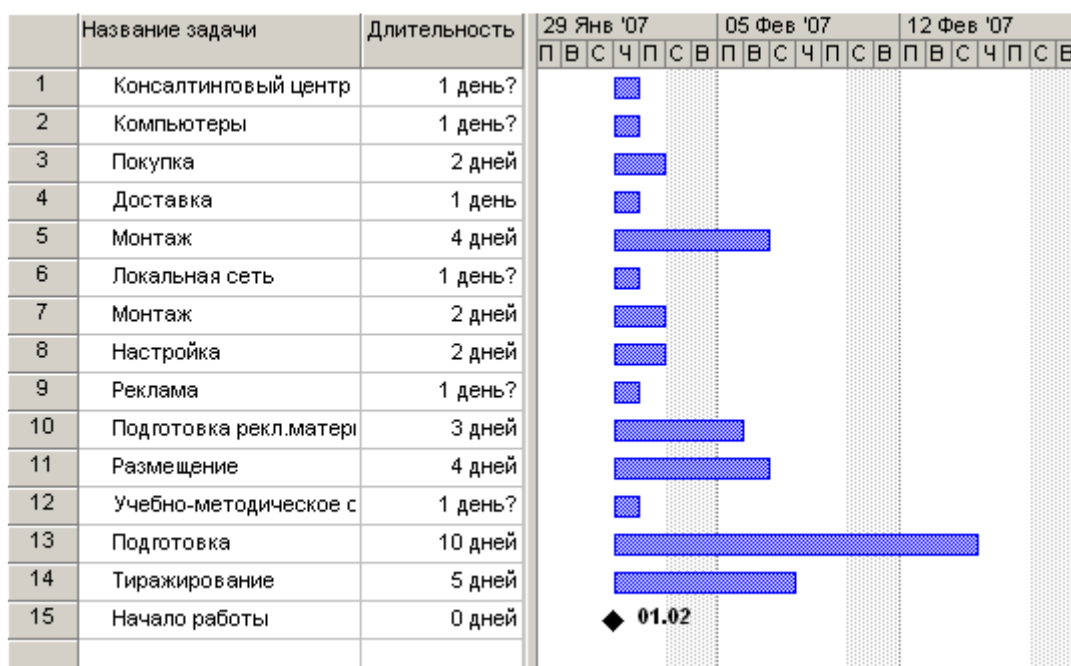 Название задачи Длительность 29 Янв '07 05 Фев '07 12 Фев '07
П В С Ч П С В П В С Ч П С В П В С Ч П С В
1 Консалтинговый центр 1 день?
2 Компьютеры 1 день?
3 Покупка 2 дней
4 Доставка 1 день
5 Монтаж 4 дней
6 Локальная сеть 1 день?
7 Монтаж 2 дней
8 Настройка 2 дней
9 Реклама 1 день?
10 Подготовка рекл.матери 3 дней
11 Размещение 4 дней
12 Учебно-методическое с 1 день?
13 Подготовка 10 дней
14 Тиражирование 5 дней
15 Начало работы 0 дней 01.02